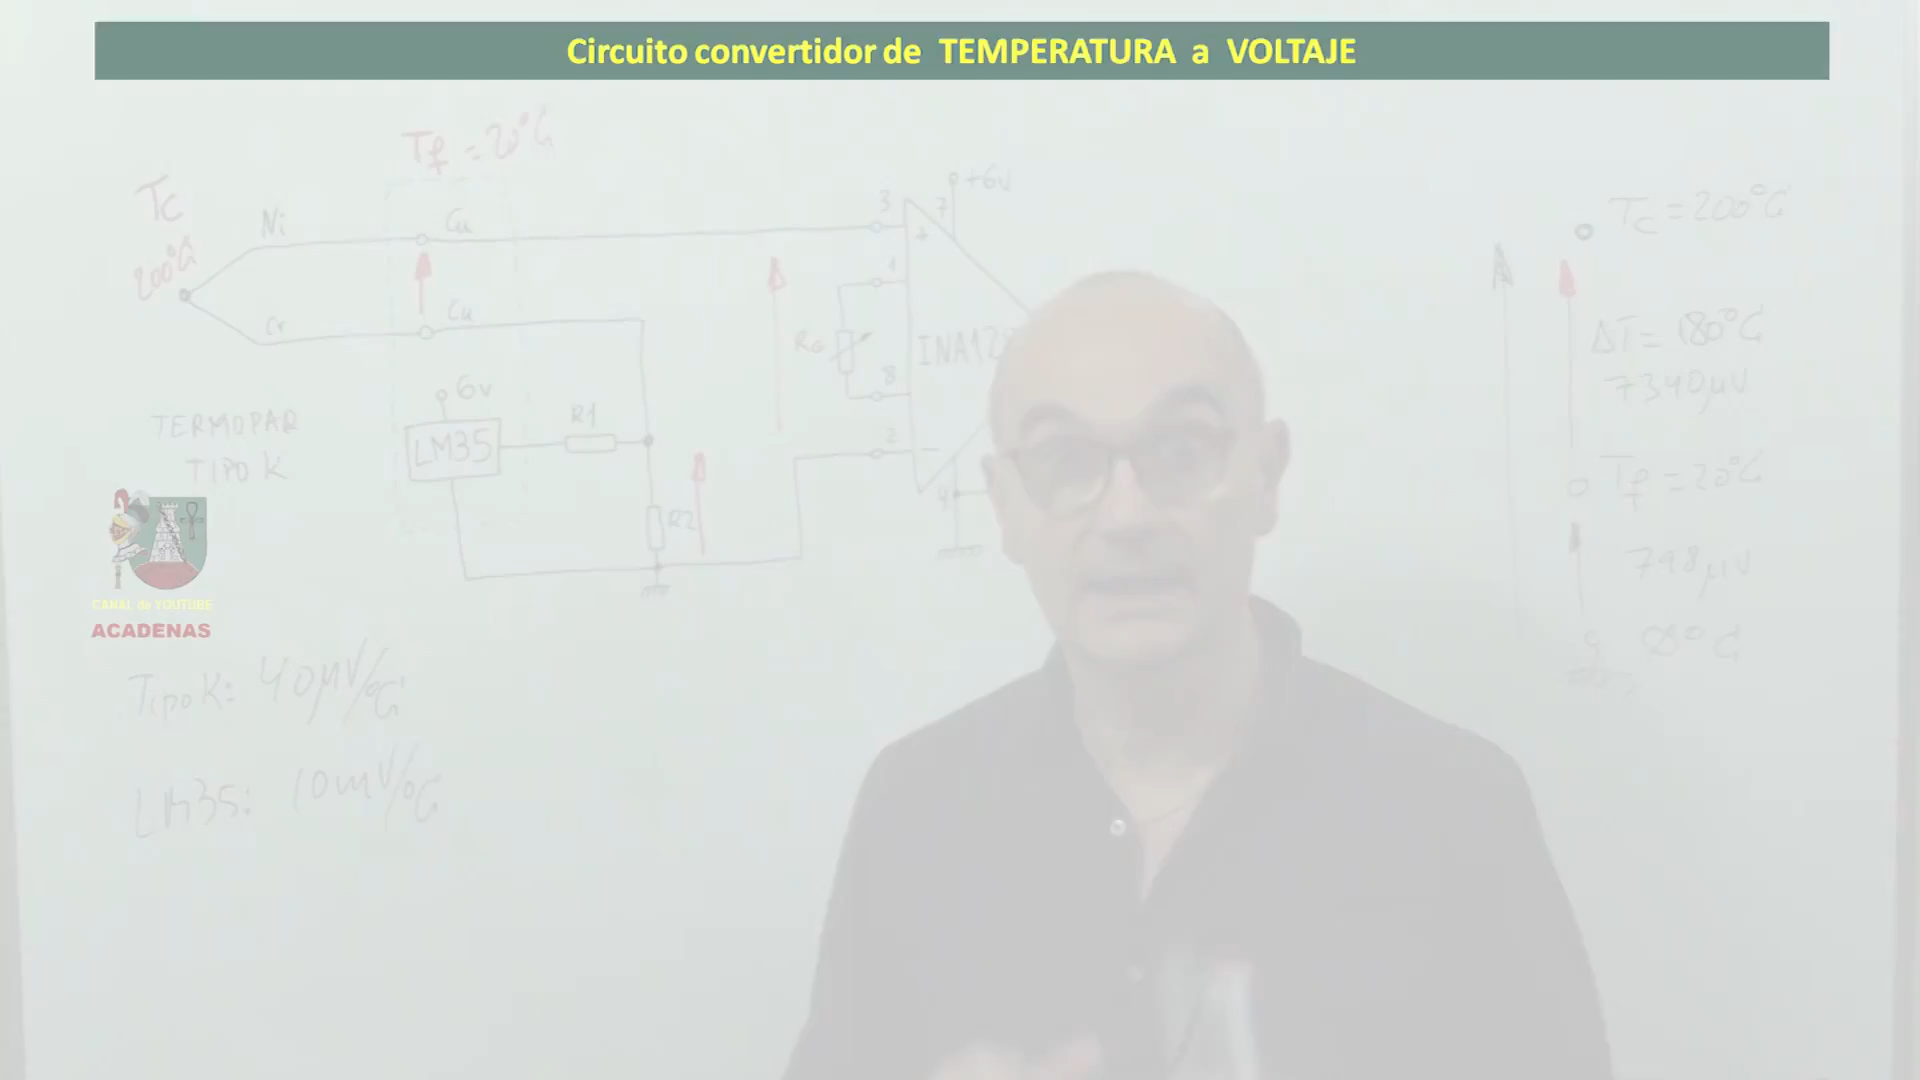 Circuito convertidor de TEMPERATURA a VOLTAJE
Tf = 20°C
Tc
200°C
Ni
Cu
Cr
Cu
3
7
+6V
+
1
RG
8
INA12
2
-
4
6V
LM35
R1
R2
TERMOPAR
TIPO K
CANAL de YOUTUBE
ACADENAS
Tipo K: 40µV/°C
LM35: 10mV/°C
Tc = 200°C
ΔT = 180°C
7340µV
Tf = 20°C
798µV
0°C